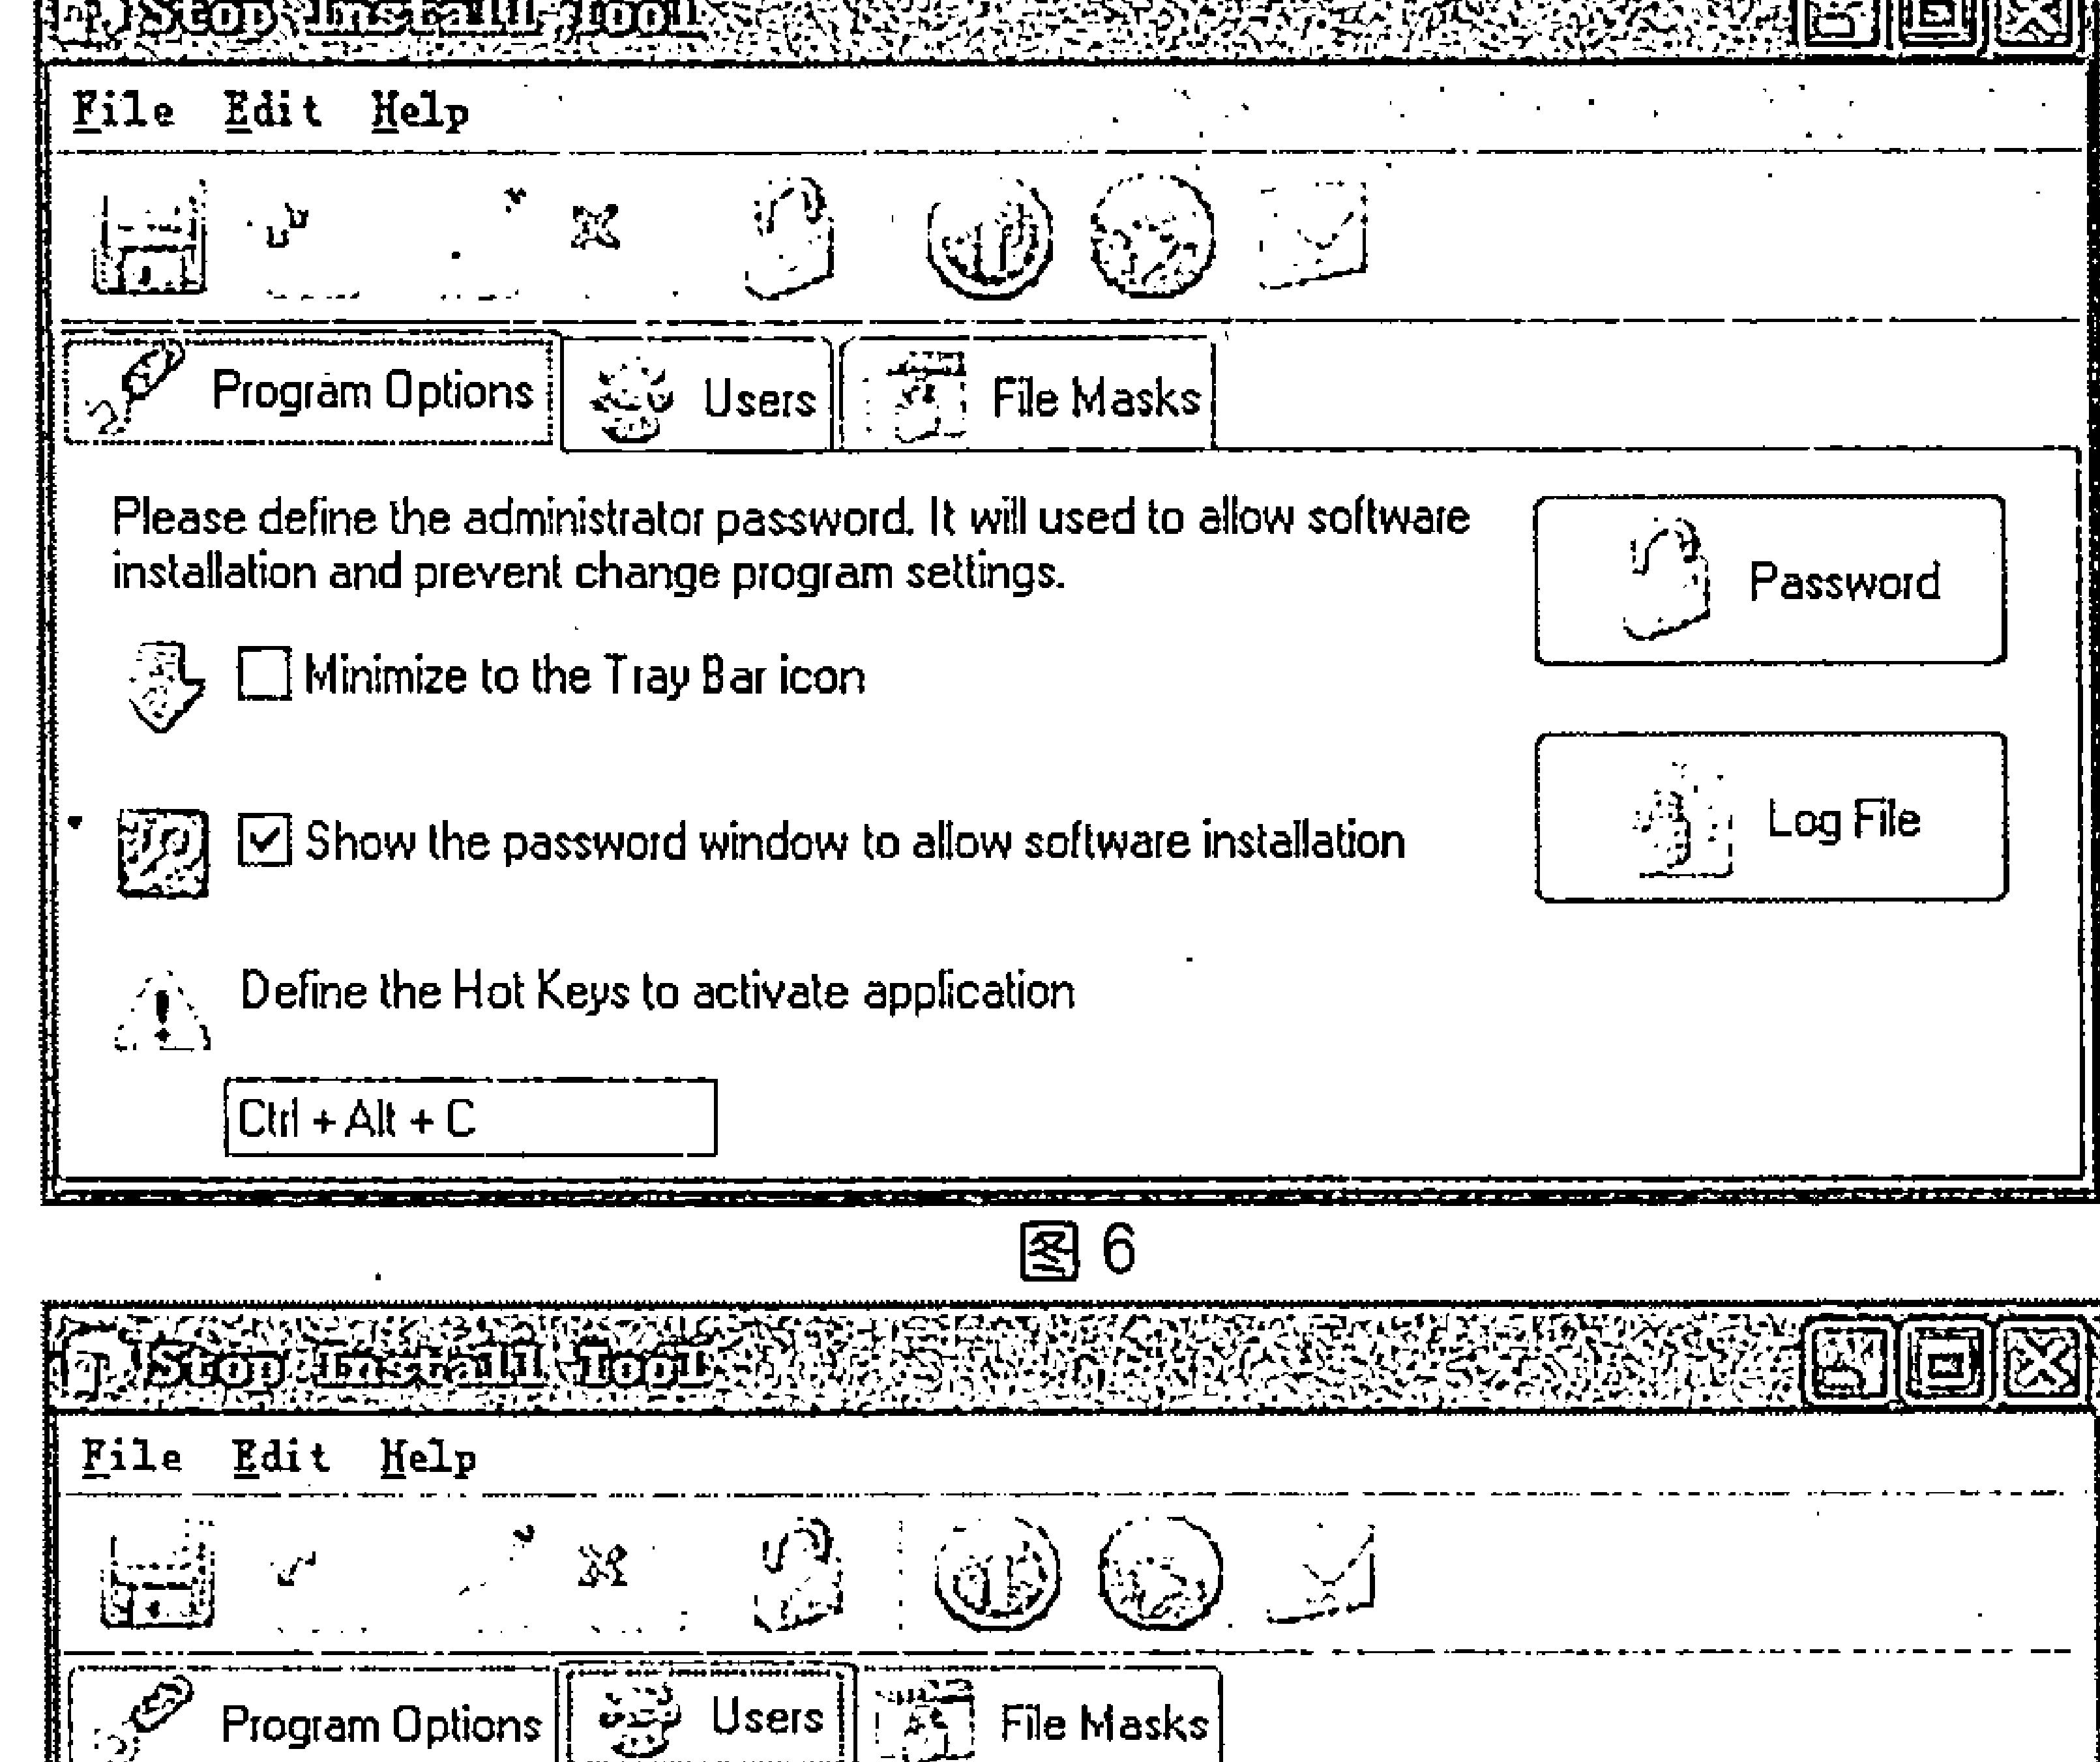 Stop Install Tool
File Edit Help
Program Options Users File Masks
Please define the administrator password. It will used to allow software
installation and prevent change program settings.
Password
Minimize to the Tray Bar icon
Log File
Show the password window to allow software installation
Define the Hot Keys to activate application
Ctrl + Alt + C
图 6
Stop Install Tool
File Edit Help
Program Options Users File Masks